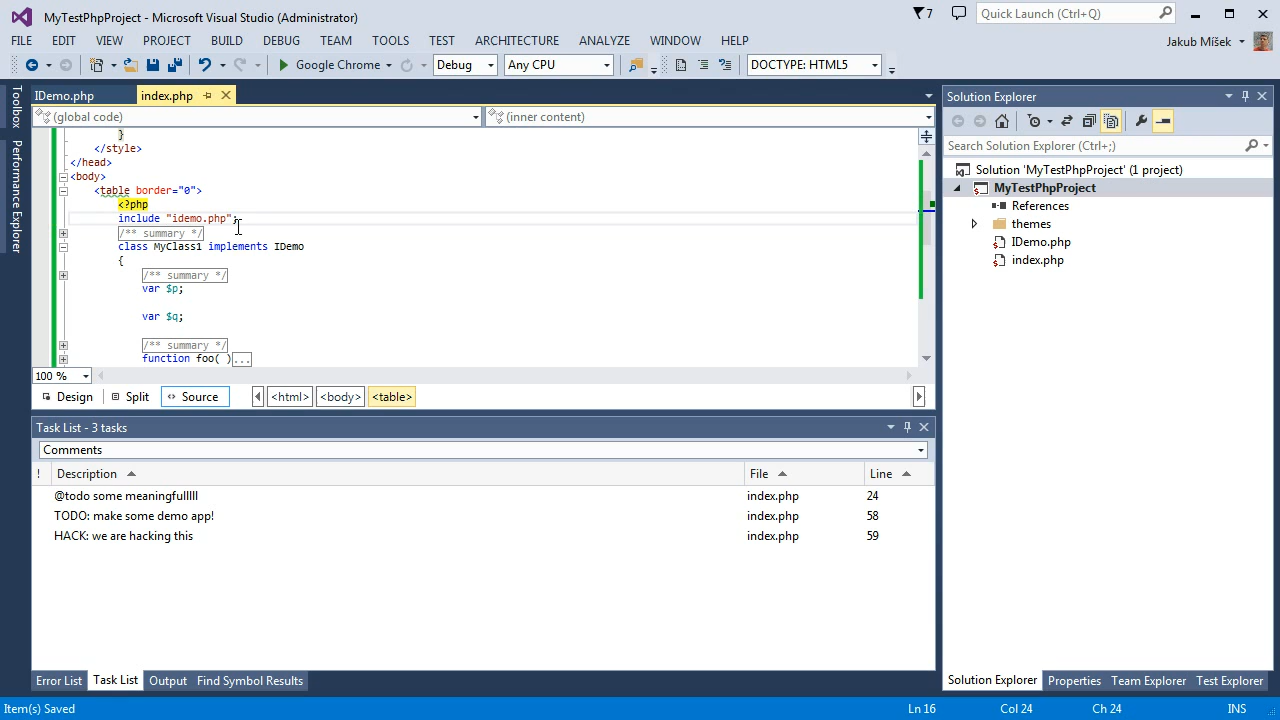 MyTestPhpProject - Microsoft Visual Studio (Administrator)
7
Quick Launch (Ctrl+Q)
FILE EDIT VIEW PROJECT BUILD DEBUG TEAM TOOLS TEST ARCHITECTURE ANALYZE WINDOW HELP
Jakub Míšek
Google Chrome
Debug
Any CPU
DOCTYPE: HTML5
Toolbox
Performance Explorer
IDemo.php
index.php
(global code)
(inner content)
}
</style>
</head>
<body>
<table border="0">
<?php
include "idemo.php";
/** summary */
class MyClass1 implements IDemo
{
/** summary */
var $p;
var $q;
/** summary */
function foo( )...
100 %
Design
Split
Source
<html>
<body>
<table>
Task List - 3 tasks
Comments
! Description File Line
@todo some meaningfulllll index.php 24
TODO: make some demo app! index.php 58
HACK: we are hacking this index.php 59
Error List Task List Output Find Symbol Results
Solution Explorer
Search Solution Explorer (Ctrl+;)
Solution 'MyTestPhpProject' (1 project)
MyTestPhpProject
References
themes
IDemo.php
index.php
Solution Explorer Properties Team Explorer Test Explorer
Item(s) Saved
Ln 16 Col 24 Ch 24 INS